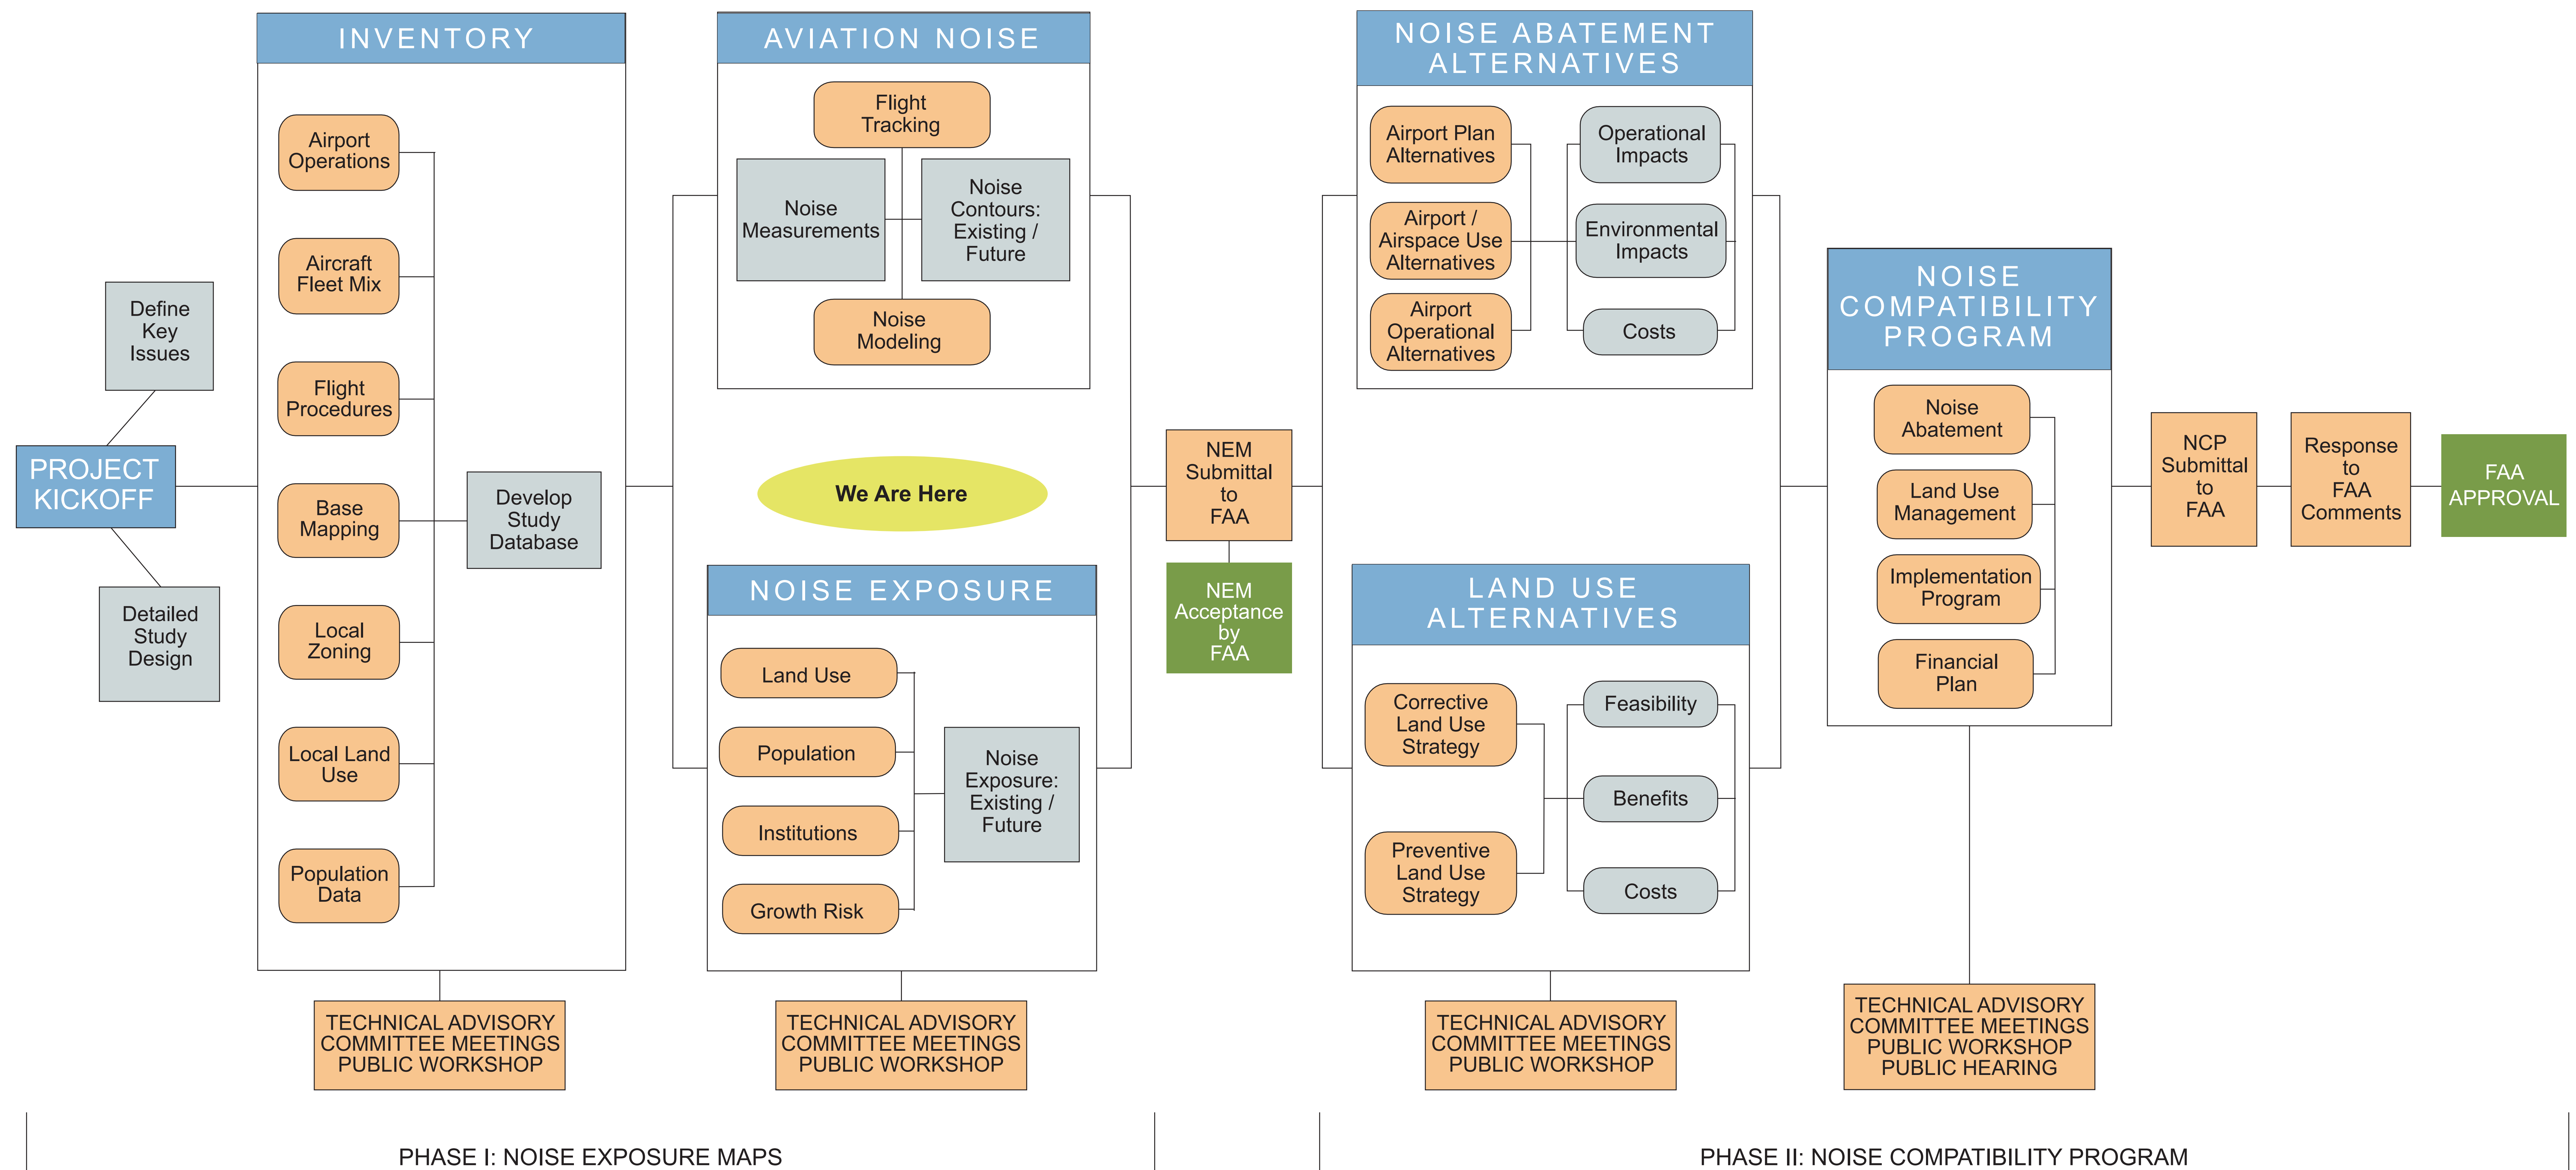 PROJECT
KICKOFF
Define
Key
Issues
Detailed
Study
Design
INVENTORY
Airport
Operations
Aircraft
Fleet Mix
Flight
Procedures
Base
Mapping
Local
Zoning
Local Land
Use
Population
Data
Develop
Study
Database
TECHNICAL ADVISORY
COMMITTEE MEETINGS
PUBLIC WORKSHOP
AVIATION NOISE
Flight
Tracking
Noise
Measurements
Noise
Contours:
Existing /
Future
Noise
Modeling
We Are Here
NOISE EXPOSURE
Land Use
Population
Institutions
Growth Risk
Noise
Exposure:
Existing /
Future
TECHNICAL ADVISORY
COMMITTEE MEETINGS
PUBLIC WORKSHOP
NEM
Submittal
to
FAA
NEM
Acceptance
by
FAA
NOISE ABATEMENT
ALTERNATIVES
Airport Plan
Alternatives
Airport /
Airspace Use
Alternatives
Airport
Operational
Alternatives
Operational
Impacts
Environmental
Impacts
Costs
LAND USE
ALTERNATIVES
Corrective
Land Use
Strategy
Preventive
Land Use
Strategy
Feasibility
Benefits
Costs
TECHNICAL ADVISORY
COMMITTEE MEETINGS
PUBLIC WORKSHOP
NOISE
COMPATIBILITY
PROGRAM
Noise
Abatement
Land Use
Management
Implementation
Program
Financial
Plan
TECHNICAL ADVISORY
COMMITTEE MEETINGS
PUBLIC WORKSHOP
PUBLIC HEARING
NCP
Submittal
to
FAA
Response
to
FAA
Comments
FAA
APPROVAL
PHASE I: NOISE EXPOSURE MAPS
PHASE II: NOISE COMPATIBILITY PROGRAM